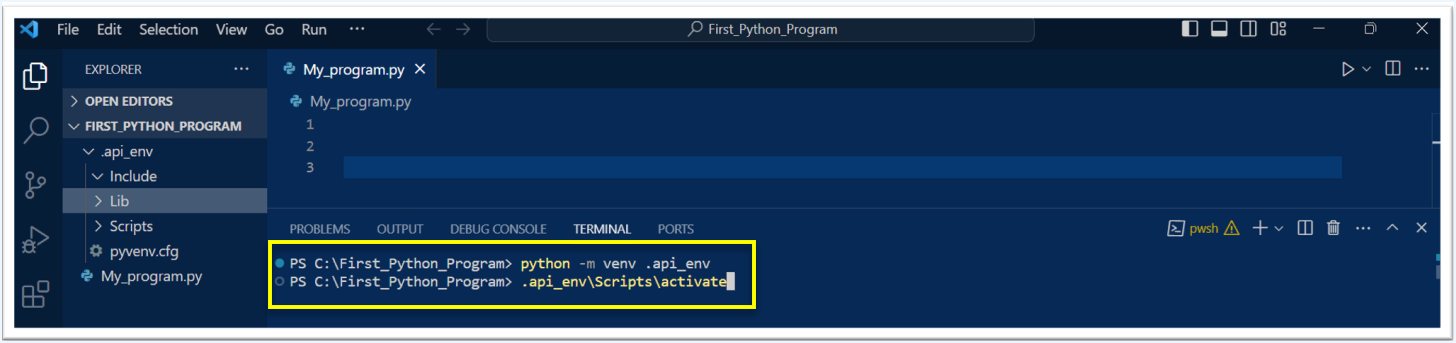 File Edit Selection View Go Run ··· First_Python_Program
EXPLORER ···
OPEN EDITORS
FIRST_PYTHON_PROGRAM
.api_env
Include
Lib
Scripts
pyvenv.cfg
My_program.py
My_program.py
My_program.py
1
2
3
PROBLEMS OUTPUT DEBUG CONSOLE TERMINAL PORTS pwsh
PS C:\First_Python_Program> python -m venv .api_env
PS C:\First_Python_Program> .api_env\Scripts\activate